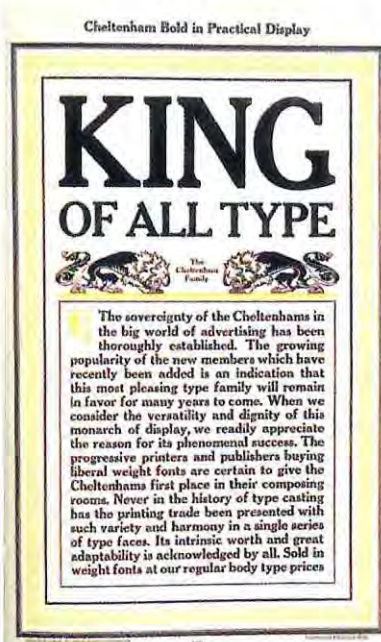 Cheltenham Bold in Practical Display
KING
OF ALL TYPE
The
Cheltenham
Family
The sovereignty of the Cheltenhams in
the big world of advertising has been
thoroughly established. The growing
popularity of the new members which have
recently been added is an indication that
this most pleasing type family will remain
in favor for many years to come. When we
consider the versatility and dignity of this
monarch of display, we readily appreciate
the reason for its phenomenal success. The
progressive printers and publishers buying
liberal weight fonts are certain to give the
Cheltenhams first place in their composing
rooms. Never in the history of type casting
has the printing trade been presented with
such variety and harmony in a single series
of type faces. Its intrinsic worth and great
adaptability is acknowledged by all. Sold in
weight fonts at our regular body type prices